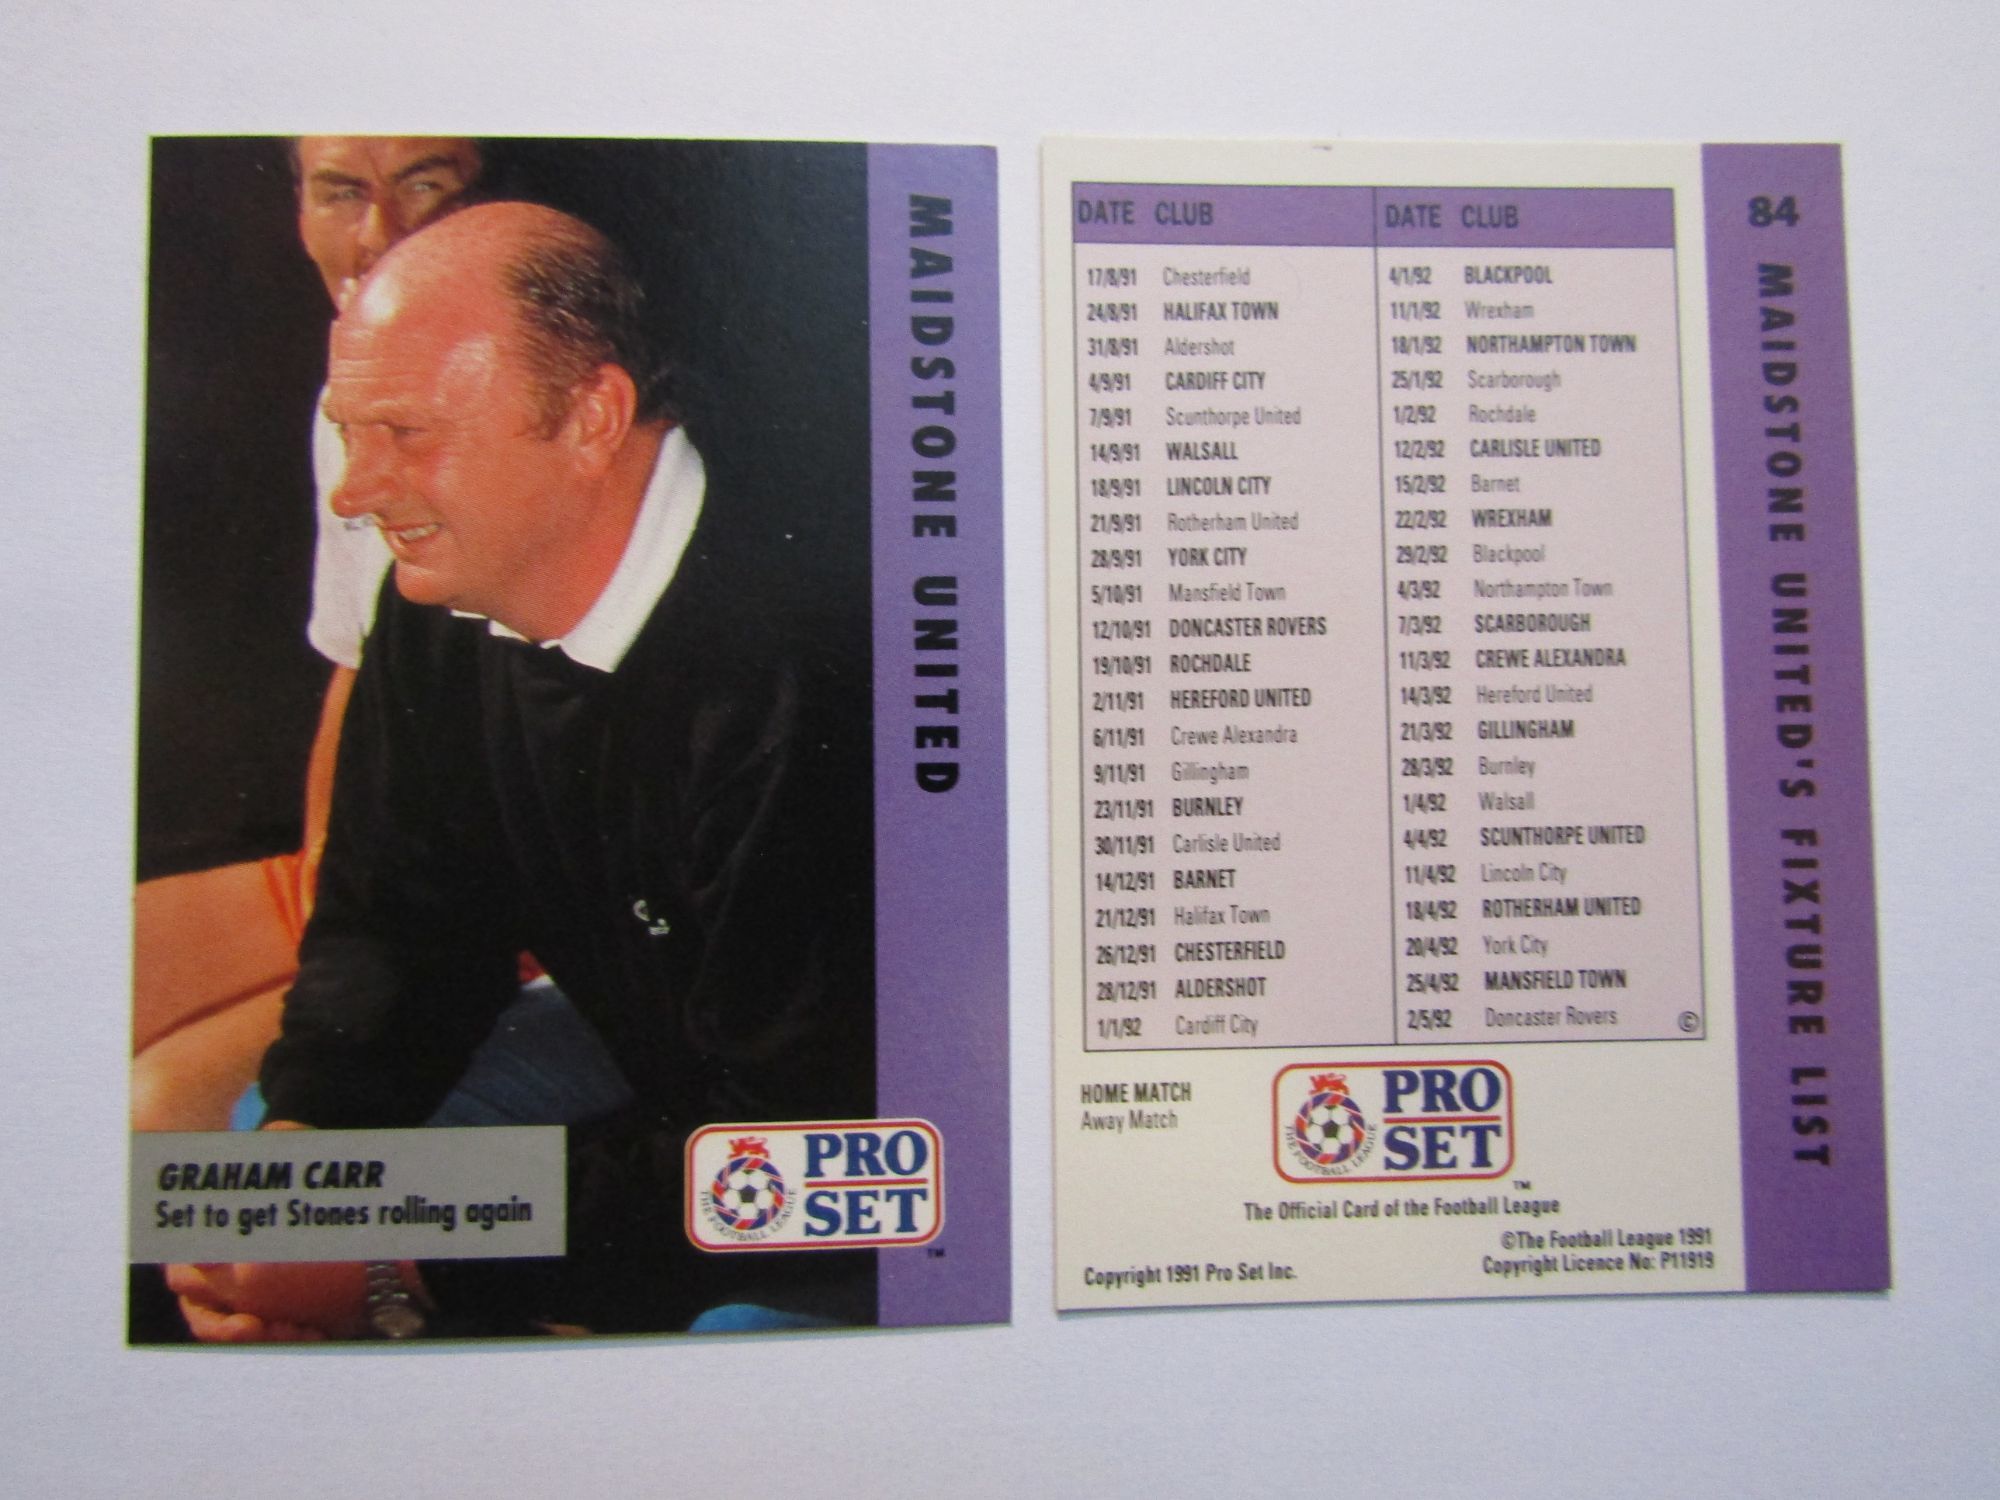 MAIDSTONE UNITED
GRAHAM CARR
Set to get Stones rolling again
THE FOOTBALL LEAGUE
PRO
SET
TM
84 MAIDSTONE UNITED'S FIXTURE LIST
DATE CLUB
17/8/91 Chesterfield
24/8/91 HALIFAX TOWN
31/8/91 Aldershot
4/9/91 CARDIFF CITY
7/9/91 Scunthorpe United
14/9/91 WALSALL
18/9/91 LINCOLN CITY
21/9/91 Rotherham United
28/9/91 YORK CITY
5/10/91 Mansfield Town
12/10/91 DONCASTER ROVERS
19/10/91 ROCHDALE
2/11/91 HEREFORD UNITED
6/11/91 Crewe Alexandra
9/11/91 Gillingham
23/11/91 BURNLEY
30/11/91 Carlisle United
14/12/91 BARNET
21/12/91 Halifax Town
26/12/91 CHESTERFIELD
28/12/91 ALDERSHOT
1/1/92 Cardiff City
DATE CLUB
4/1/92 BLACKPOOL
11/1/92 Wrexham
18/1/92 NORTHAMPTON TOWN
25/1/92 Scarborough
1/2/92 Rochdale
12/2/92 CARLISLE UNITED
15/2/92 Barnet
22/2/92 WREXHAM
29/2/92 Blackpool
4/3/92 Northampton Town
7/3/92 SCARBOROUGH
11/3/92 CREWE ALEXANDRA
14/3/92 Hereford United
21/3/92 GILLINGHAM
28/3/92 Burnley
1/4/92 Walsall
4/4/92 SCUNTHORPE UNITED
11/4/92 Lincoln City
18/4/92 ROTHERHAM UNITED
20/4/92 York City
25/4/92 MANSFIELD TOWN
2/5/92 Doncaster Rovers
©
HOME MATCH
Away Match
THE FOOTBALL LEAGUE
PRO
SET
TM
The Official Card of the Football League
©The Football League 1991
Copyright Licence No: P11919
Copyright 1991 Pro Set Inc.